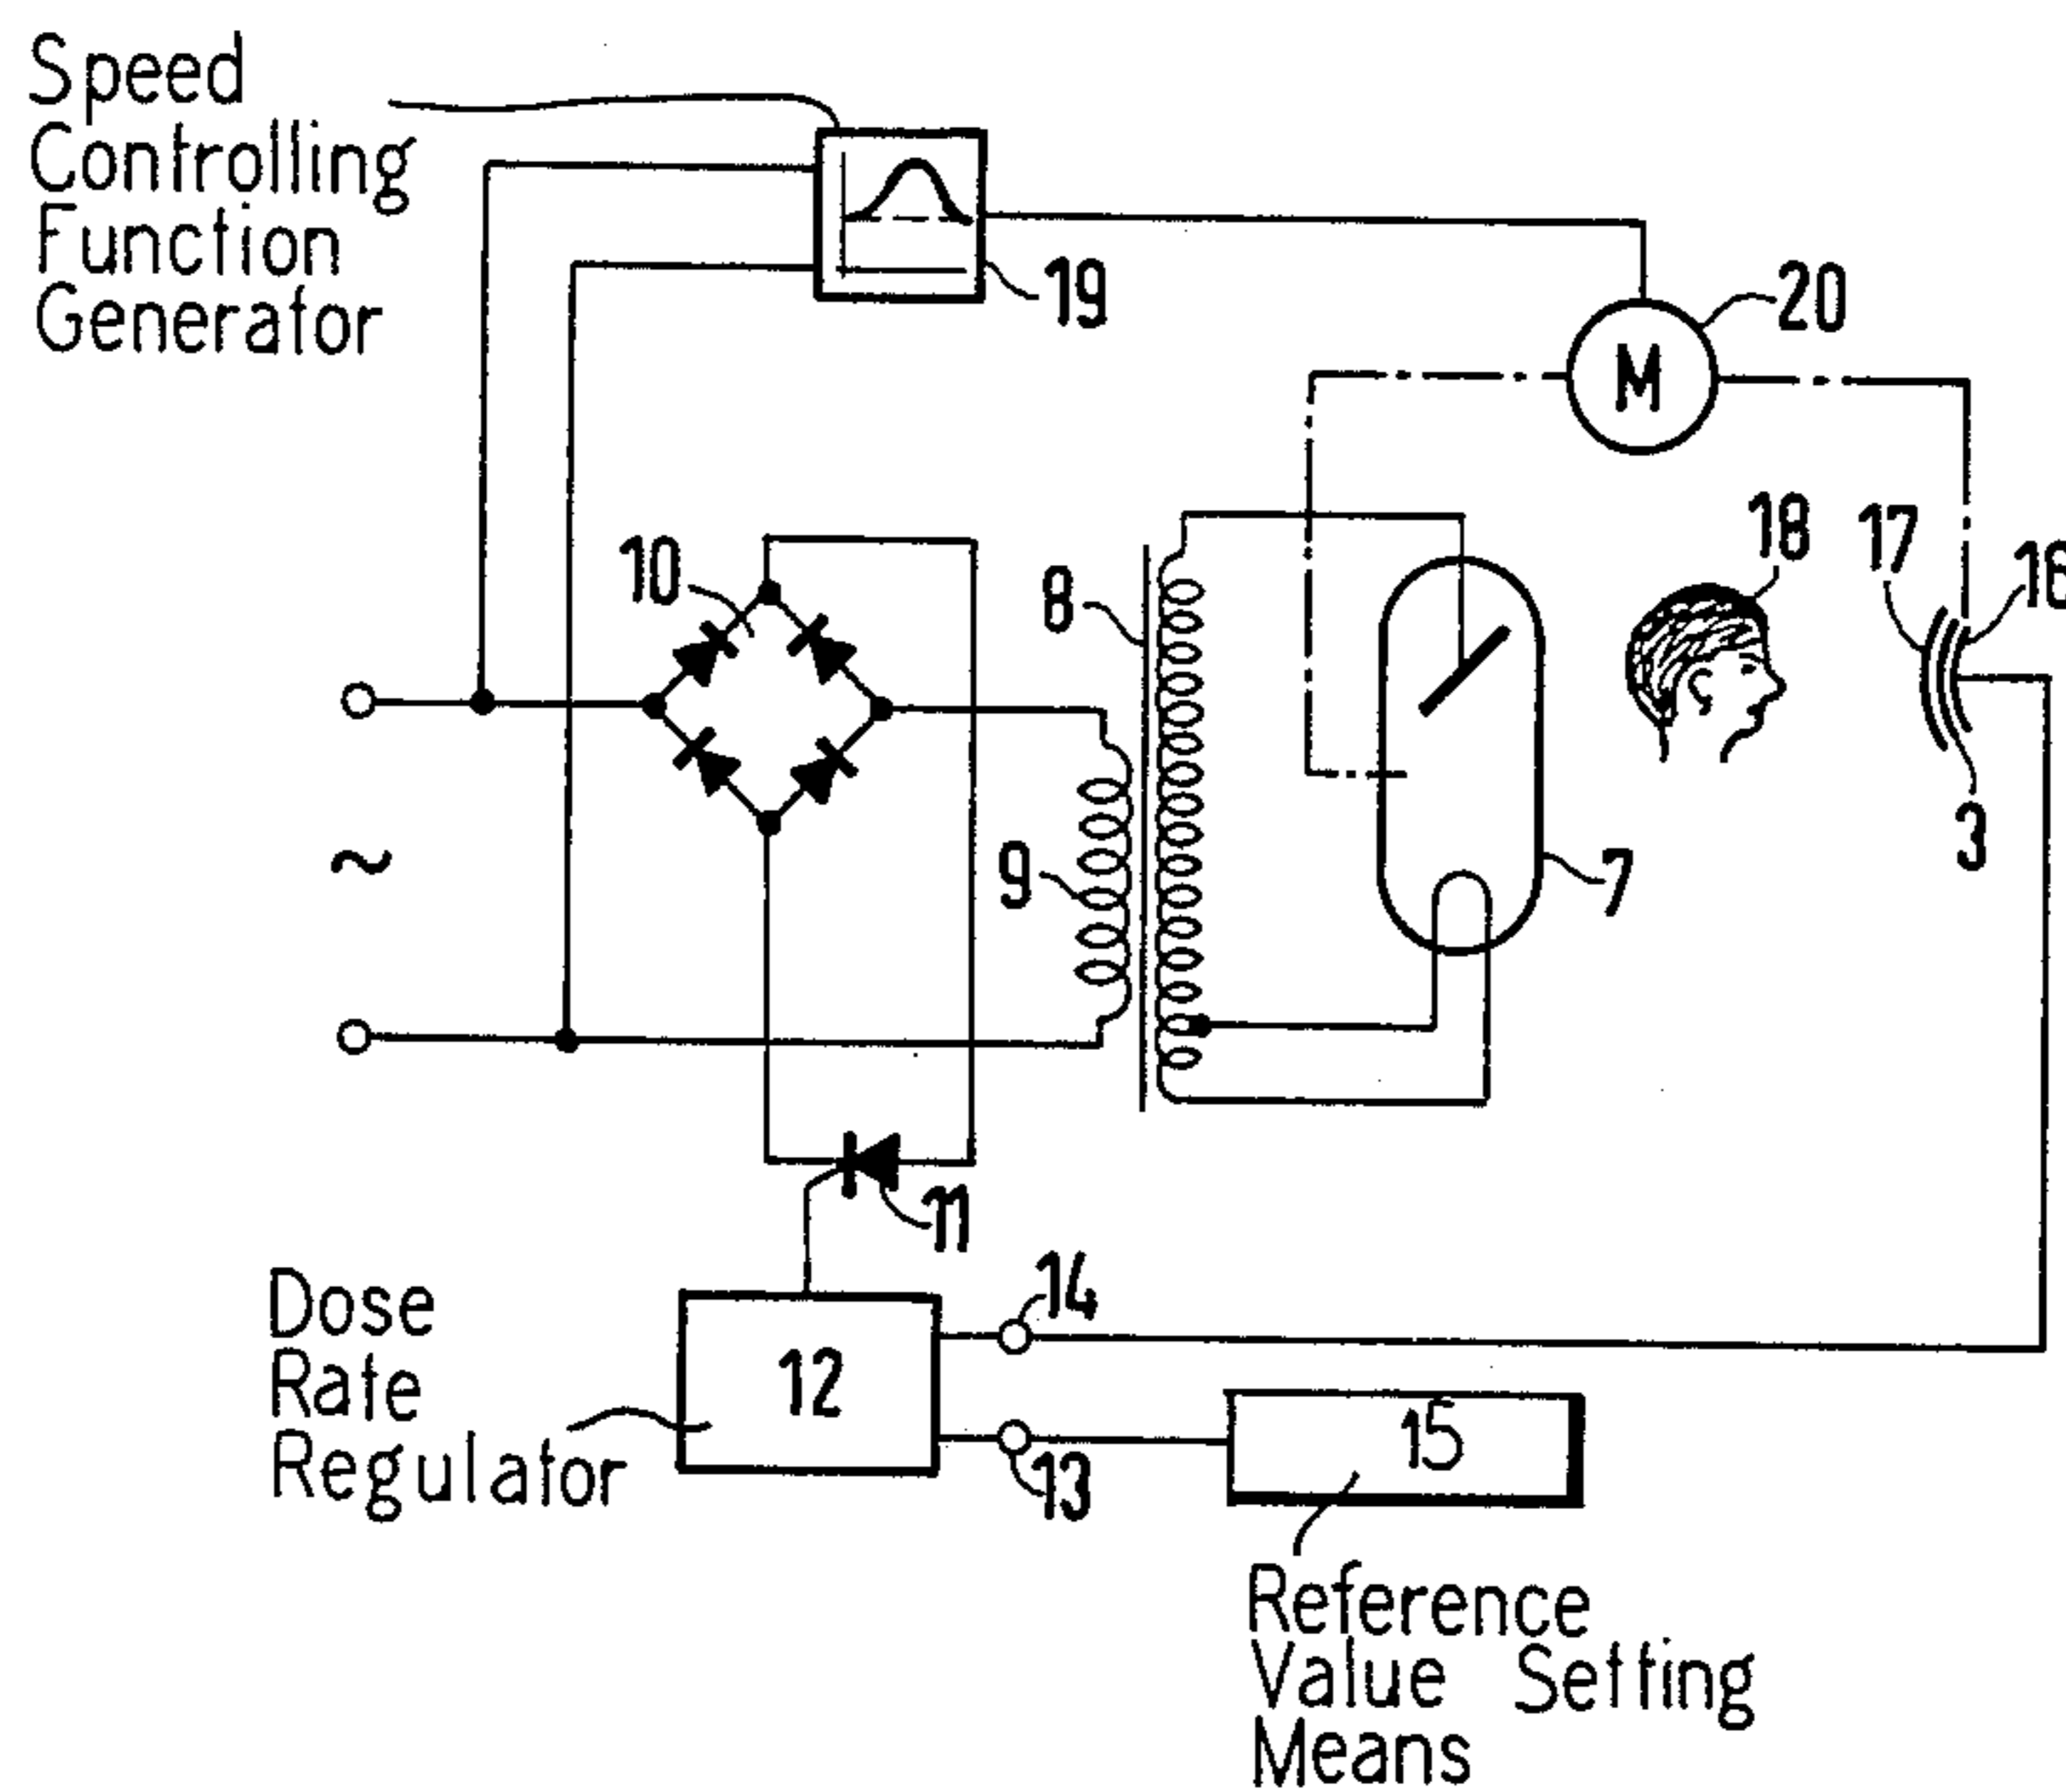 Speed
Controlling
Function
Generator
19
20
M
10
8
18
17
16
9
7
3
~
11
Dose
Rate
Regulator
12
14
13
15
Reference
Value Setting
Means